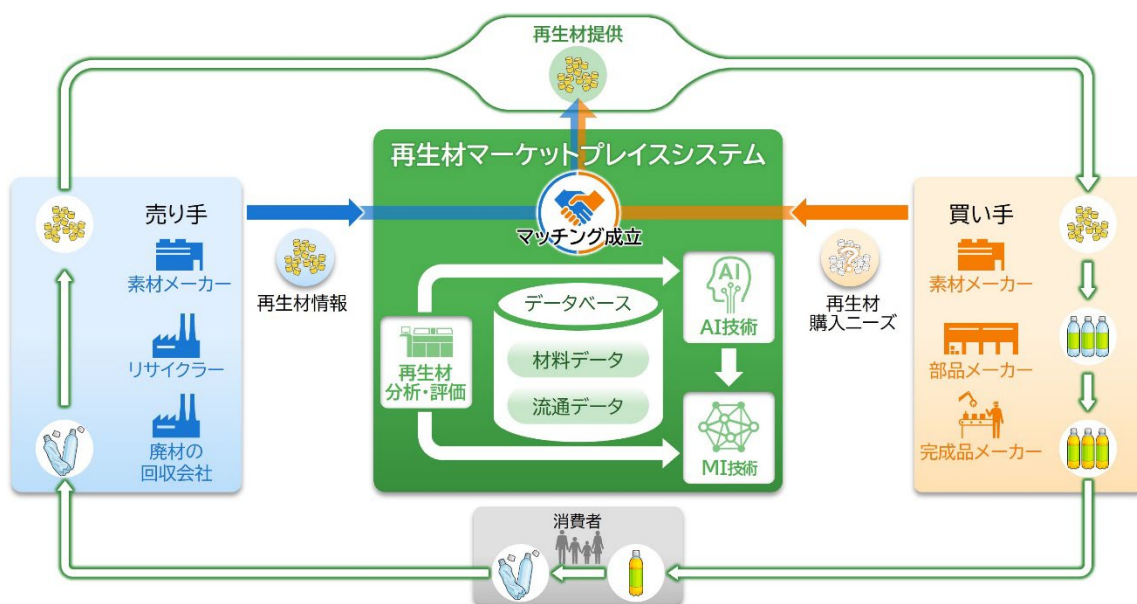 再生材提供
再生材マーケットプレイスシステム
売り手
素材メーカー
リサイクラー
廃材の
回収会社
再生材情報
マッチング成立
データベース
材料データ
流通データ
再生材
分析・評価
AI
AI技術
MI技術
再生材
購入ニーズ
買い手
素材メーカー
部品メーカー
完成品メーカー
消費者